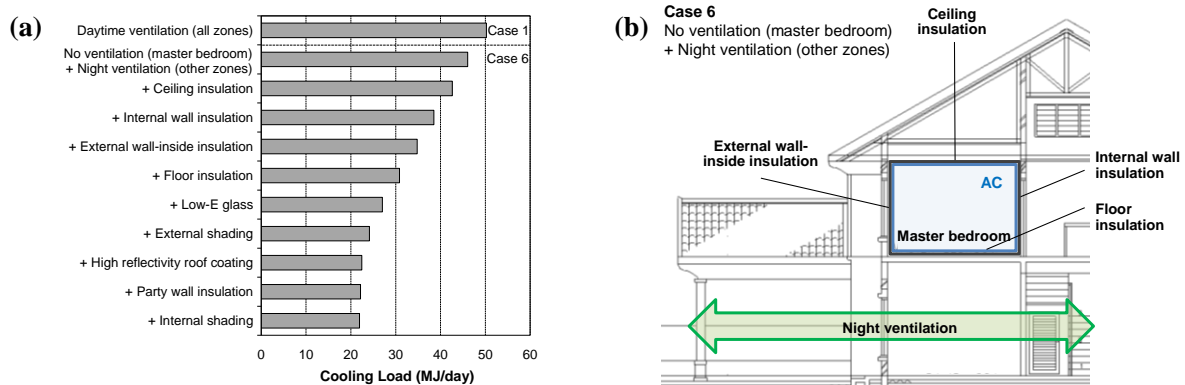 (a)
Daytime ventilation (all zones)
Case 1
No ventilation (master bedroom)
+ Night ventilation (other zones)
Case 6
+ Ceiling insulation
+ Internal wall insulation
+ External wall-inside insulation
+ Floor insulation
+ Low-E glass
+ External shading
+ High reflectivity roof coating
+ Party wall insulation
+ Internal shading
0 10 20 30 40 50 60
Cooling Load (MJ/day)
(b)
Case 6
No ventilation (master bedroom)
+ Night ventilation (other zones)
Ceiling
insulation
External wall-
inside insulation
Internal wall
insulation
AC
Floor
insulation
Master bedroom
Night ventilation